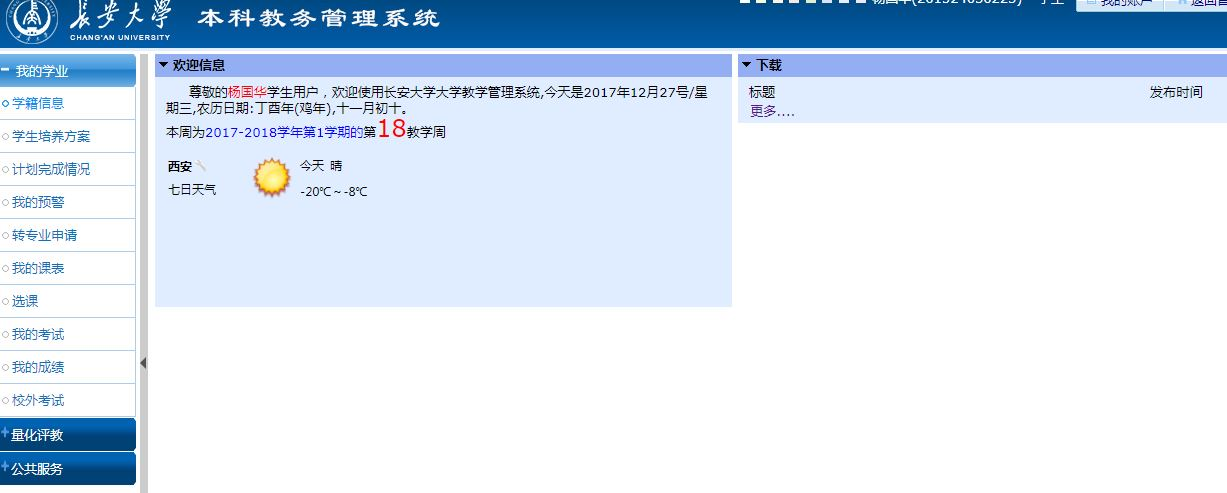 长安大学 本科教务管理系统
CHANG'AN UNIVERSITY
我的账户
我的学业
学籍信息
学生培养方案
计划完成情况
我的预警
转专业申请
我的课表
选课
我的考试
我的成绩
校外考试
量化评教
公共服务
欢迎信息
尊敬的杨国华学生用户，欢迎使用长安大学大学教学管理系统,今天是2017年12月27号/星
期三,农历日期:丁酉年(鸡年),十一月初十。
本周为2017-2018学年第1学期的第18教学周
西安
今天 晴
七日天气
-20℃～-8℃
下载
标题 发布时间
更多....